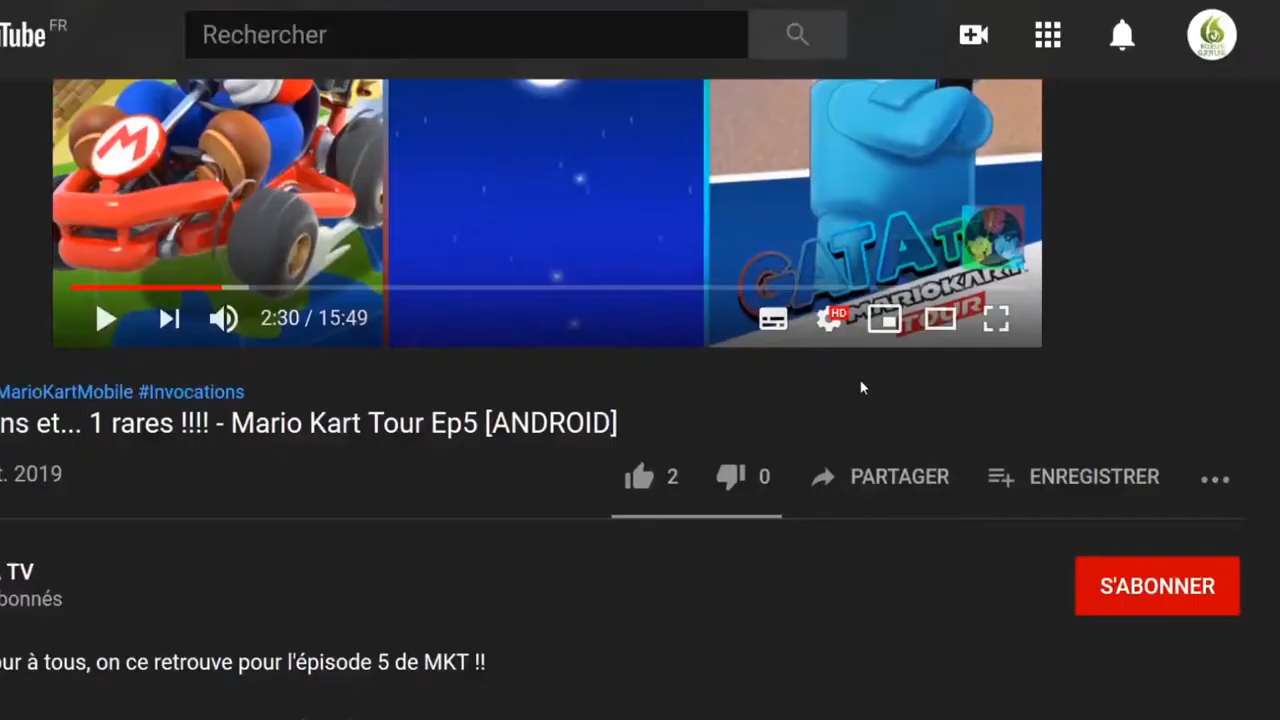 Tube FR
Rechercher
M
GATAT
MARIOKART
TOUR
2:30 / 15:49
HD
MarioKartMobile #Invocations
ns et... 1 rares !!!! - Mario Kart Tour Ep5 [ANDROID]
t. 2019
2
0
PARTAGER
ENREGISTRER
TV
bonnés
S'ABONNER
ur à tous, on ce retrouve pour l'épisode 5 de MKT !!